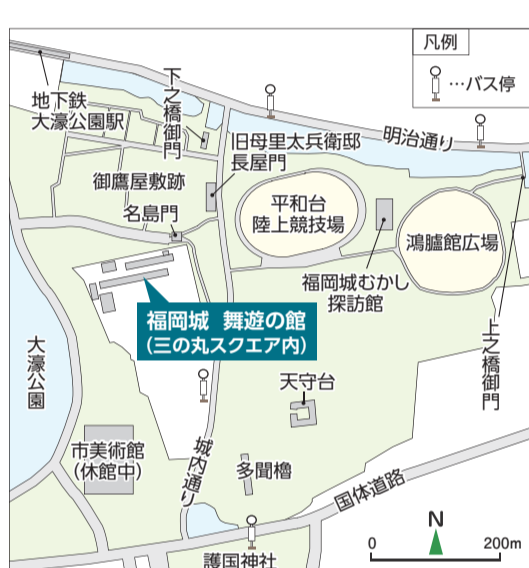 凡例
…バス停
地下鉄
大濠公園駅
下之橋御門
旧母里太兵衛邸
長屋門
明治通り
御鷹屋敷跡
名島門
平和台
陸上競技場
鴻臚館広場
福岡城むかし
探訪館
福岡城 舞遊の館
(三の丸スクエア内)
上之橋御門
大濠公園
天守台
市美術館
(休館中)
城内通り
多聞櫓
国体道路
護国神社
N
0 200m